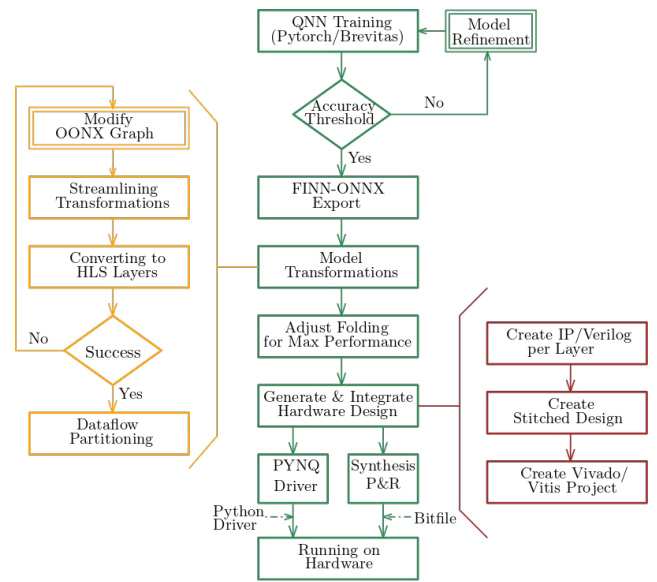 QNN Training
(Pytorch/Brevitas)
Model
Refinement
Accuracy
Threshold
No
Yes
FINN-ONNX
Export
Model
Transformations
Adjust Folding
for Max Performance
Generate & Integrate
Hardware Design
PYNQ
Driver
Synthesis
P&R
Python
Driver
Bitfile
Running on
Hardware
Modify
OONX Graph
Streamlining
Transformations
Converting to
HLS Layers
No
Success
Yes
Dataflow
Partitioning
Create IP/Verilog
per Layer
Create
Stitched Design
Create Vivado/
Vitis Project